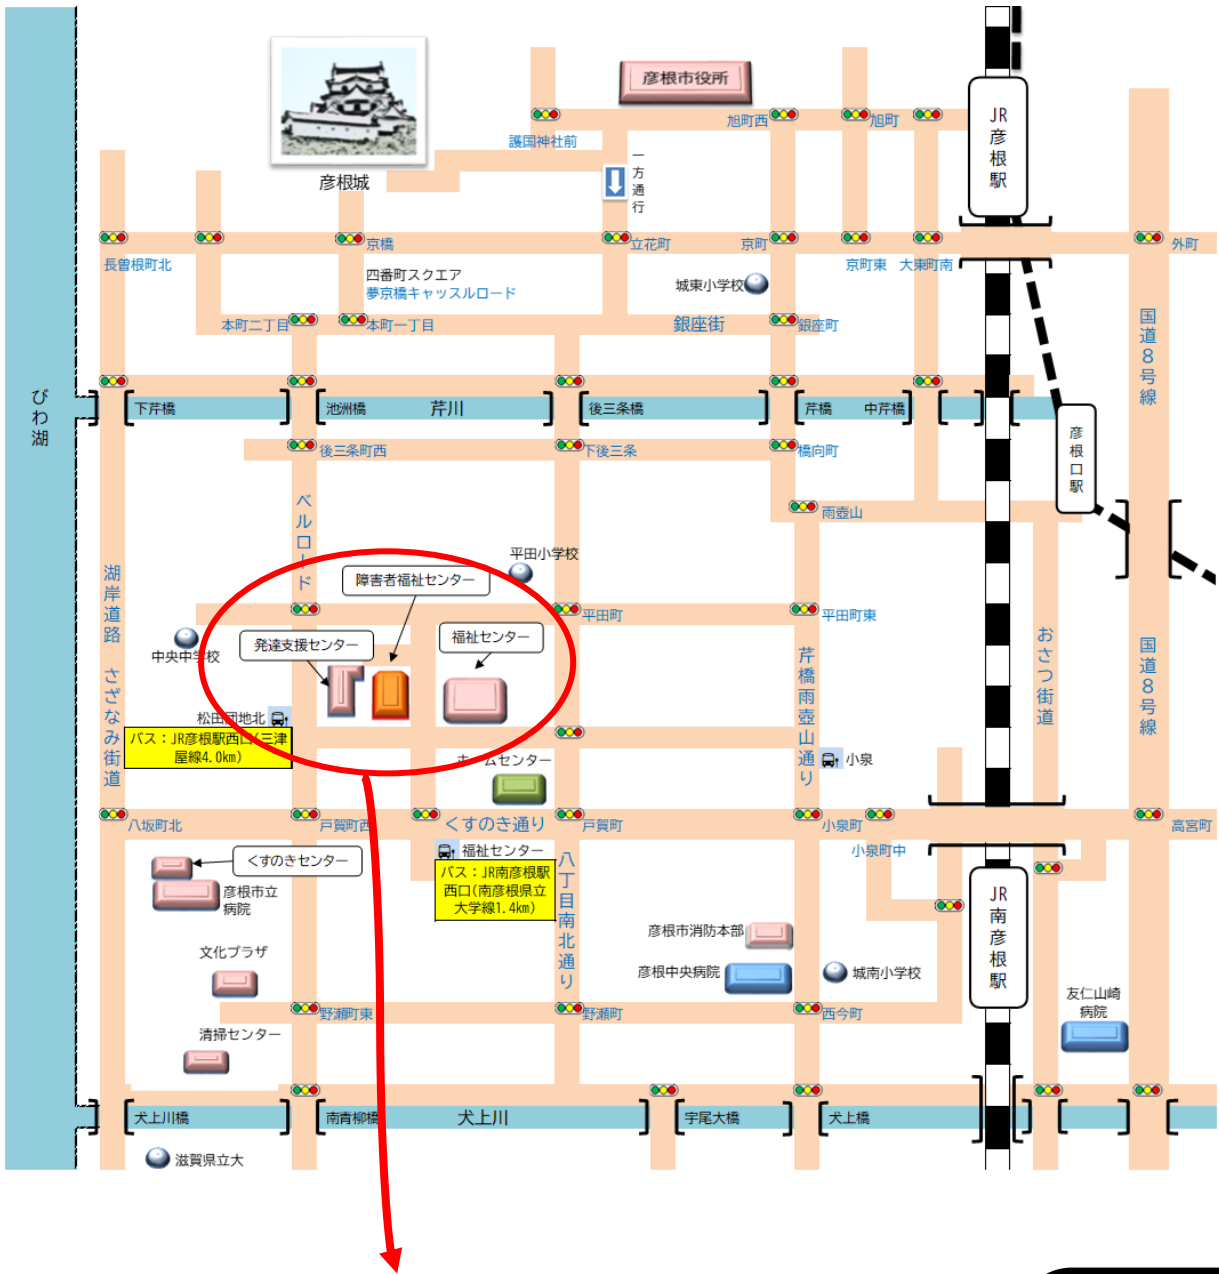 彦根市役所
JR彦根駅
旭町西
旭町
護国神社前
一方通行
彦根城
京橋
立花町
京町
外町
長曽根町北
京町東
大東町南
四番町スクエア
夢京橋キャッスルロード
城東小学校
本町二丁目
本町一丁目
銀座街
銀座町
国道8号線
びわ湖
下芹橋
池洲橋
芹川
後三条橋
芹橋
中芹橋
彦根口駅
後三条町西
下後三条
橋向町
ベルロード
雨壺山
平田小学校
湖岸道路 さざなみ街道
障害者福祉センター
平田町
平田町東
発達支援センター
福祉センター
おさつ街道
国道8号線
中央中学校
芹橋雨壺山通り
松田団地北
バス：JR彦根駅西口(三津
屋線4.0km)
ホームセンター
小泉
八坂町北
戸賀町西
くすのき通り
戸賀町
小泉町
高宮町
小泉町中
くすのきセンター
福祉センター
バス：JR南彦根駅
西口(南彦根県立
大学線1.4km)
八丁目南北通り
JR南彦根駅
彦根市立
病院
彦根市消防本部
文化プラザ
彦根中央病院
城南小学校
友仁山崎
病院
野瀬町東
野瀬町
西今町
清掃センター
犬上川橋
南青柳橋
犬上川
宇尾大橋
犬上橋
滋賀県立大